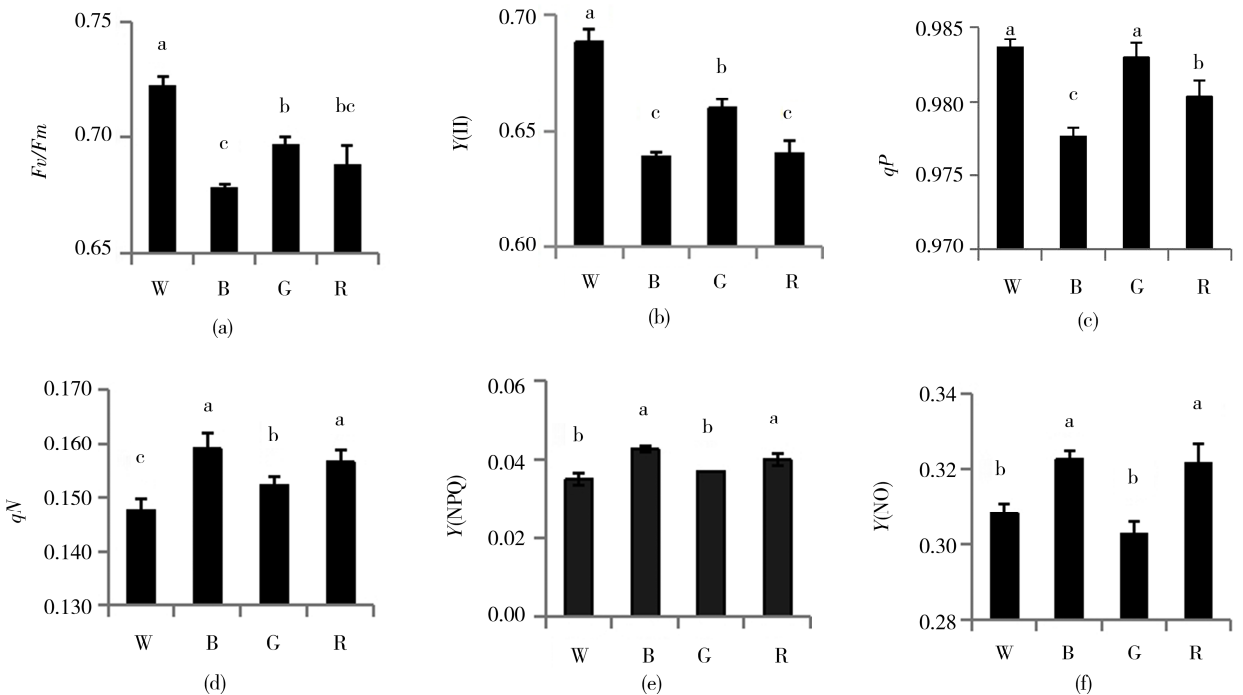 0.75
0.70
0.65
Fv/Fm
a
c
b
bc
W B G R
(a)
0.70
0.65
0.60
Y(II)
a
c
b
c
W B G R
(b)
0.985
0.980
0.975
0.970
qP
a
c
a
b
W B G R
(c)
0.170
0.160
0.150
0.140
0.130
qN
c
a
b
a
W B G R
(d)
0.06
0.04
0.02
0.00
Y(NPQ)
b
a
b
a
W B G R
(e)
0.34
0.32
0.30
0.28
Y(NO)
b
a
b
a
W B G R
(f)